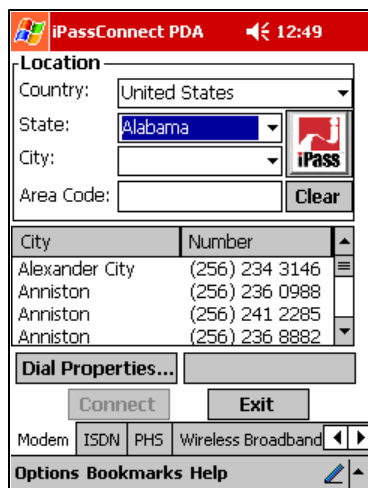 iPassConnect PDA 12:49
Location
Country: United States
State: Alabama
City:
iPass
Area Code: Clear
City Number
Alexander City (256) 234 3146
Anniston (256) 236 0988
Anniston (256) 241 2285
Anniston (256) 236 8882
Dial Properties...
Connect Exit
Modem ISDN PHS Wireless Broadband
Options Bookmarks Help